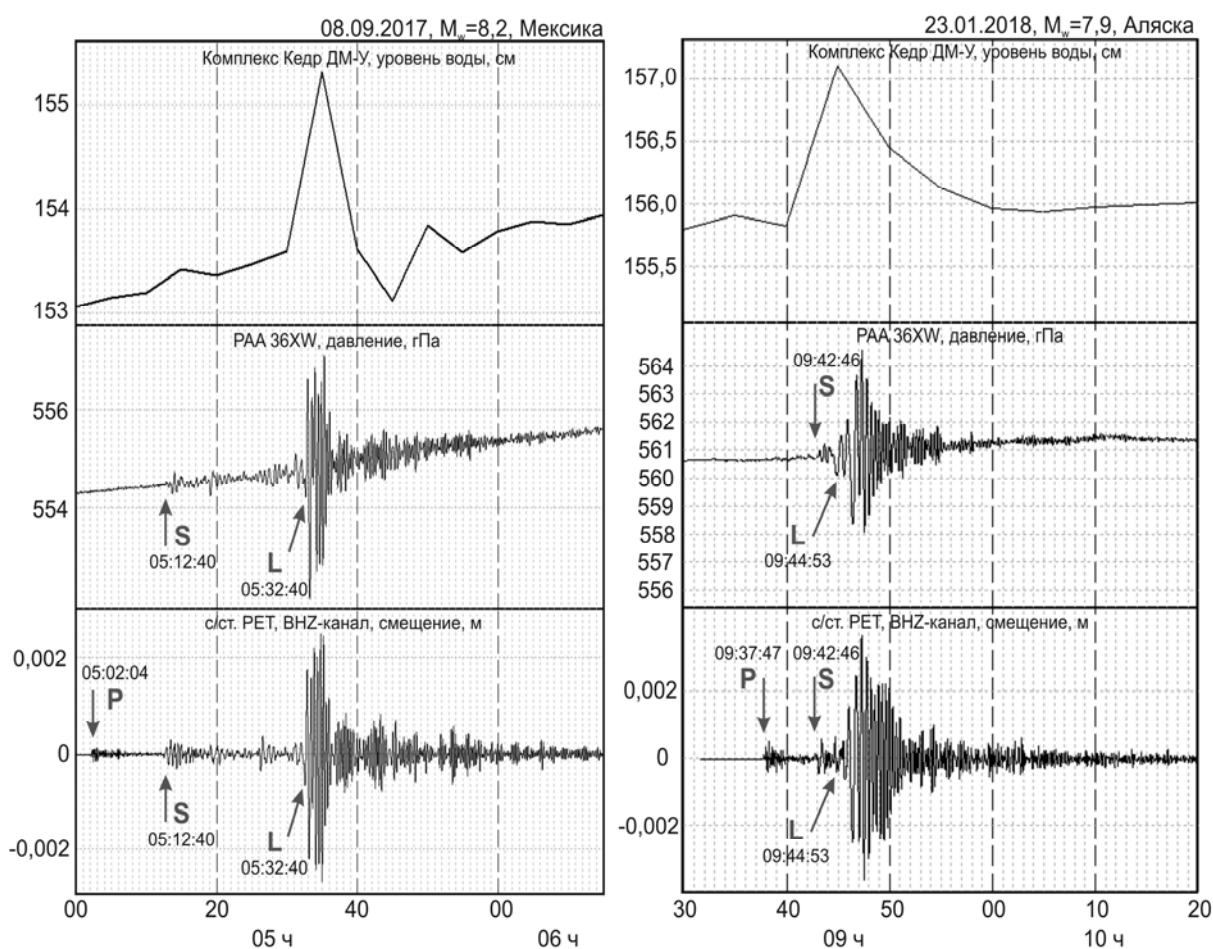 08.09.2017, Mw=8,2, Мексика
Комплекс Кедр ДМ-У, уровень воды, см
155
154
153
РАА 36XW, давление, гПа
556
554
S
05:12:40
L
05:32:40
с/ст. PET, BHZ-канал, смещение, м
0,002
0
-0,002
05:02:04
P
S
05:12:40
L
05:32:40
00
20
40
00
05 ч
06 ч
23.01.2018, Mw=7,9, Аляска
Комплекс Кедр ДМ-У, уровень воды, см
157,0
156,5
156,0
155,5
РАА 36XW, давление, гПа
564
563
562
561
560
559
558
557
556
09:42:46
S
L
09:44:53
с/ст. PET, BHZ-канал, смещение, м
0,002
0
-0,002
09:37:47
09:42:46
P
S
L
09:44:53
30
40
50
00
10
20
09 ч
10 ч